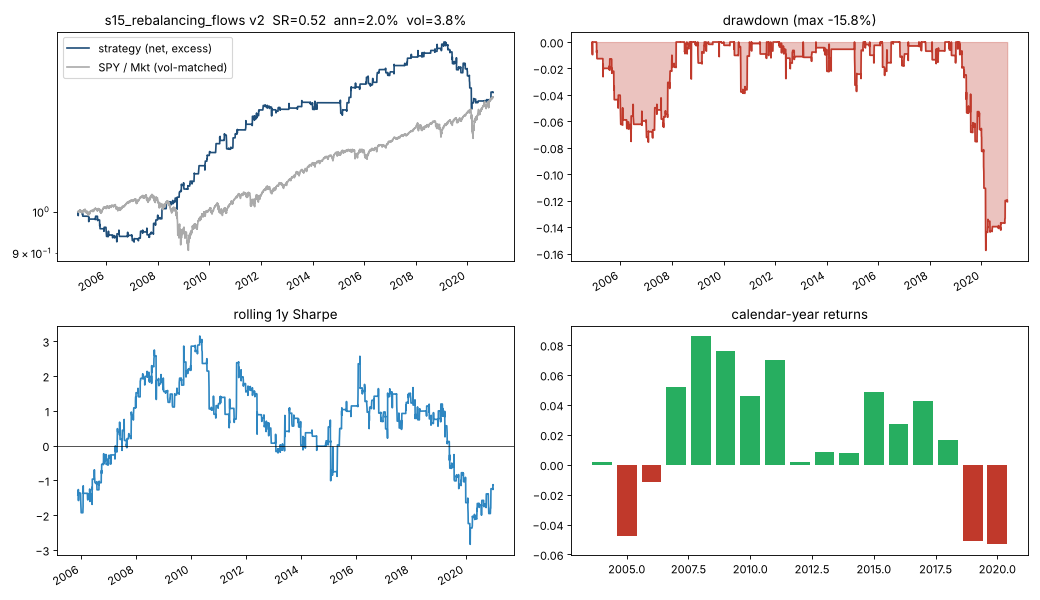 s15_rebalancing_flows v2 SR=0.52 ann=2.0% vol=3.8%
strategy (net, excess)
SPY / Mkt (vol-matched)
10⁰
9 × 10⁻¹
2006 2008 2010 2012 2014 2016 2018 2020
drawdown (max -15.8%)
0.00
−0.02
−0.04
−0.06
−0.08
−0.10
−0.12
−0.14
−0.16
2006 2008 2010 2012 2014 2016 2018 2020
rolling 1y Sharpe
3
2
1
0
−1
−2
−3
2006 2008 2010 2012 2014 2016 2018 2020
calendar-year returns
0.08
0.06
0.04
0.02
0.00
−0.02
−0.04
−0.06
2005.0 2007.5 2010.0 2012.5 2015.0 2017.5 2020.0